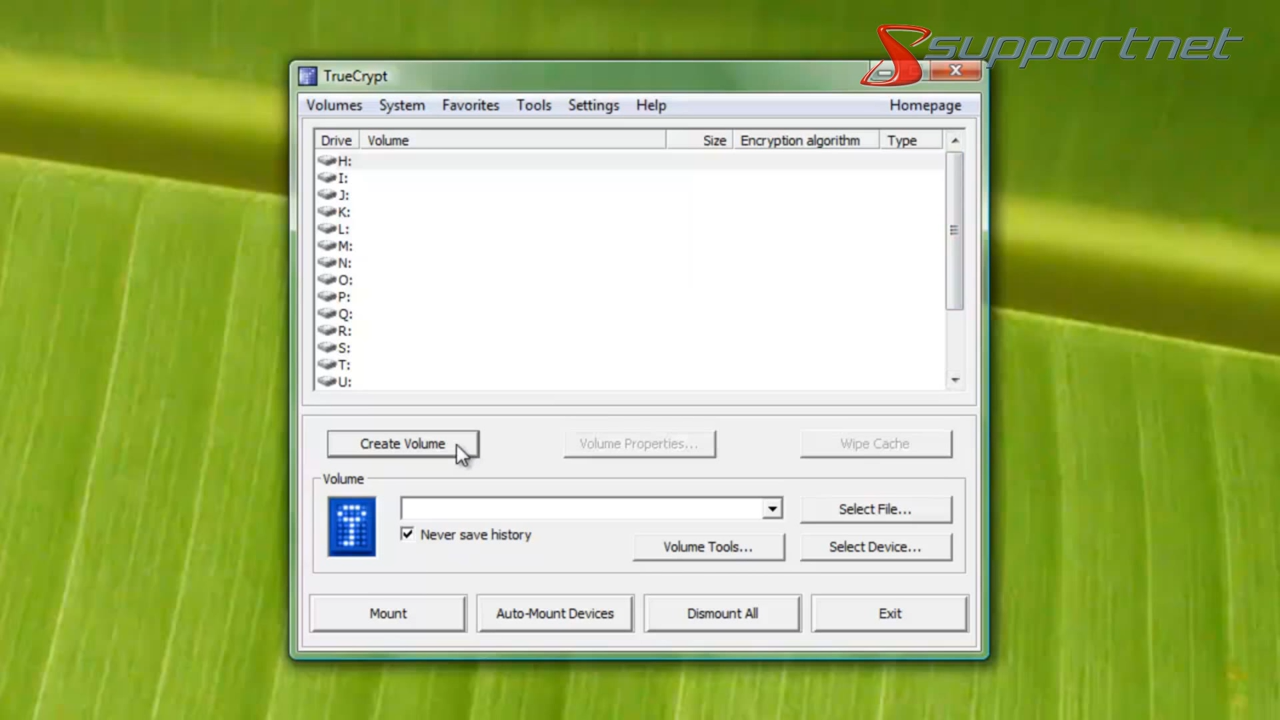 supportnet
TrueCrypt
Volumes System Favorites Tools Settings Help Homepage
Drive Volume Size Encryption algorithm Type
H:
I:
J:
K:
L:
M:
N:
O:
P:
Q:
R:
S:
T:
U:
Create Volume Volume Properties... Wipe Cache
Volume
Select File...
Never save history
Volume Tools... Select Device...
Mount Auto-Mount Devices Dismount All Exit